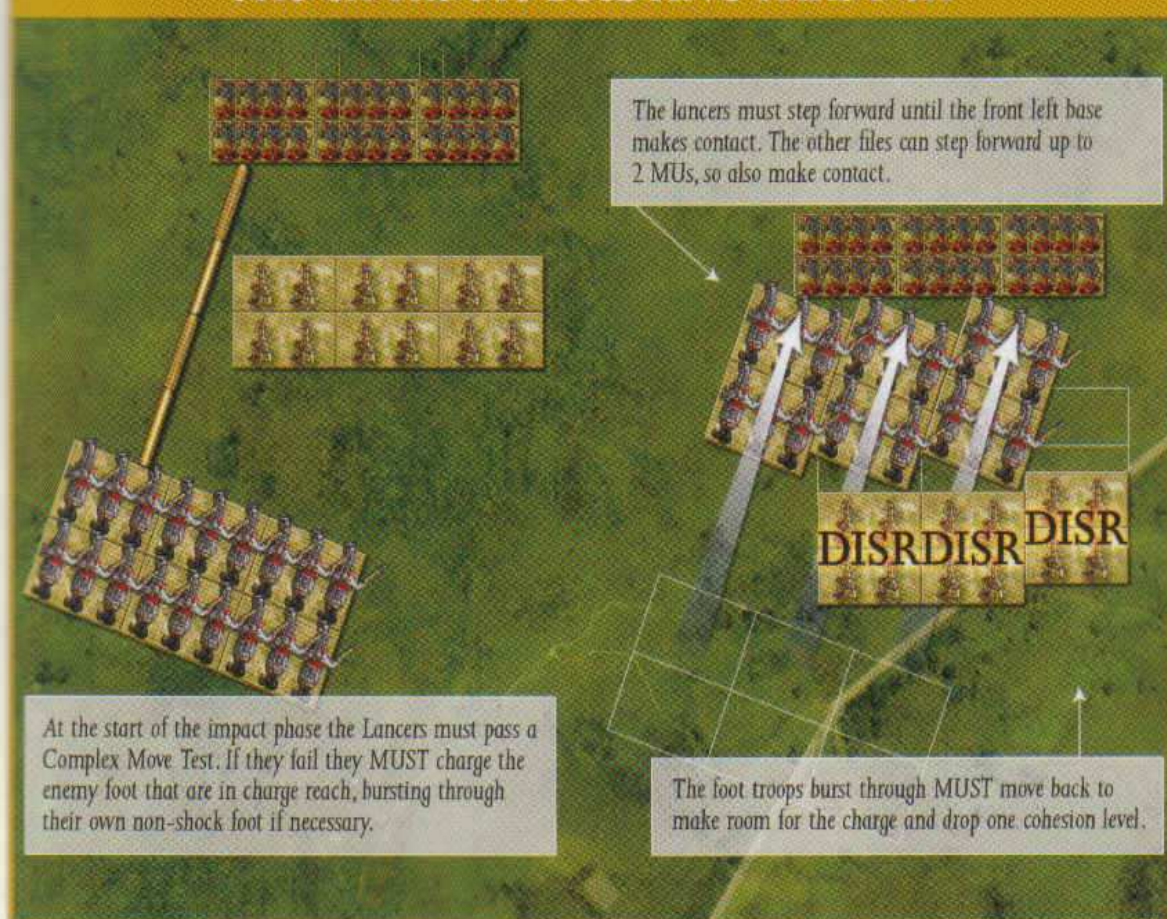 The lancers must step forward until the front left base
makes contact. The other files can step forward up to
2 MUs, so also make contact.
DISR DISR DISR
At the start of the impact phase the Lancers must pass a
Complex Move Test. If they fail they MUST charge the
enemy foot that are in charge reach, bursting through
their own non-shock foot if necessary.
The foot troops burst through MUST move back to
make room for the charge and drop one cohesion level.